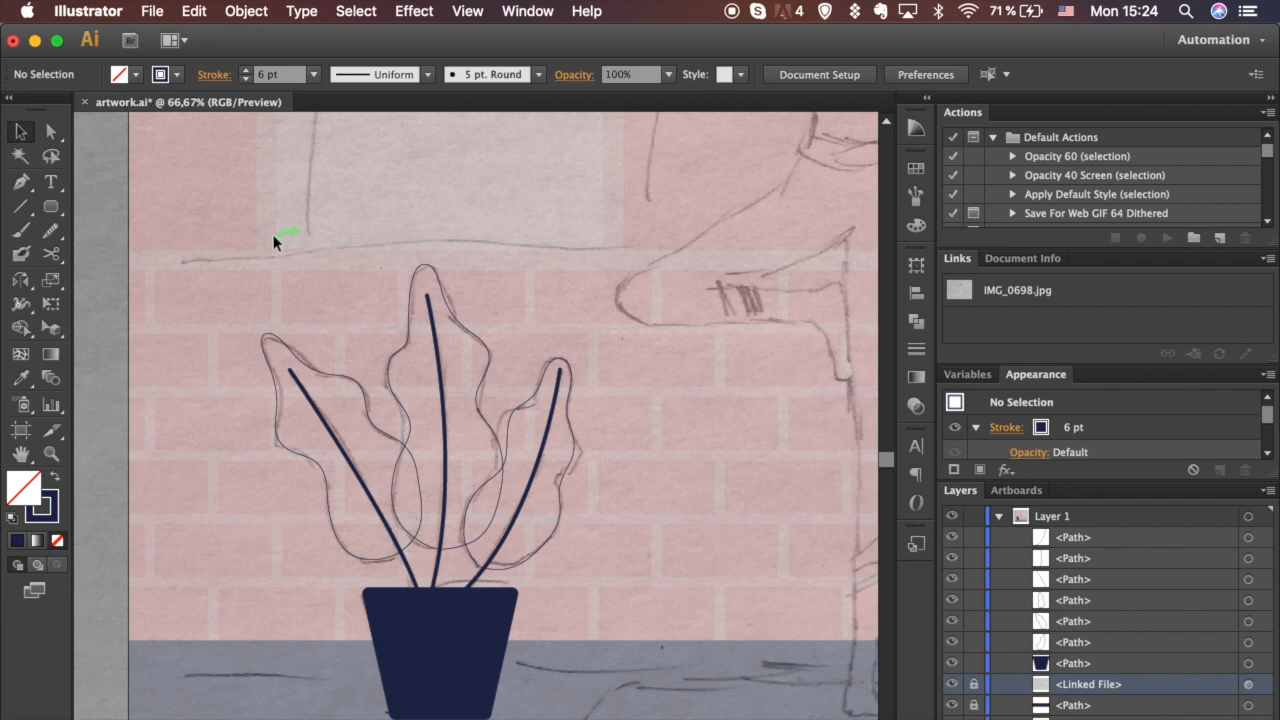 Illustrator File Edit Object Type Select Effect View Window Help 4 71 % Mon 15:24
Ai Br Automation
No Selection Stroke: 6 pt Uniform 5 pt. Round Opacity: 100% Style: Document Setup Preferences
× artwork.ai* @ 66,67% (RGB/Preview)
Actions
Default Actions
Opacity 60 (selection)
Opacity 40 Screen (selection)
Apply Default Style (selection)
Save For Web GIF 64 Dithered
Links Document Info
IMG_0698.jpg
Variables Appearance
No Selection
Stroke: 6 pt
Opacity: Default
fx
Layers Artboards
Layer 1
<Path>
<Path>
<Path>
<Path>
<Path>
<Path>
<Path>
<Linked File>
<Path>